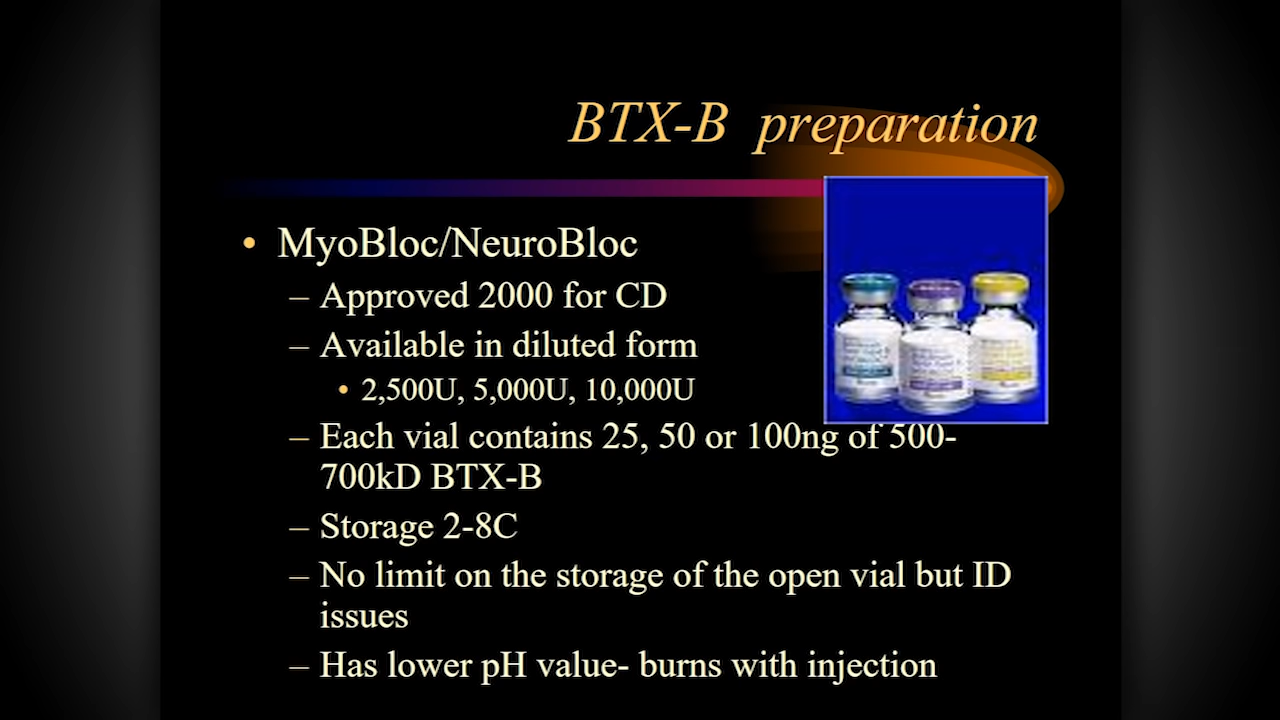 BTX-B preparation
• MyoBloc/NeuroBloc
– Approved 2000 for CD
– Available in diluted form
• 2,500U, 5,000U, 10,000U
– Each vial contains 25, 50 or 100ng of 500-
700kD BTX-B
– Storage 2-8C
– No limit on the storage of the open vial but ID
issues
– Has lower pH value- burns with injection